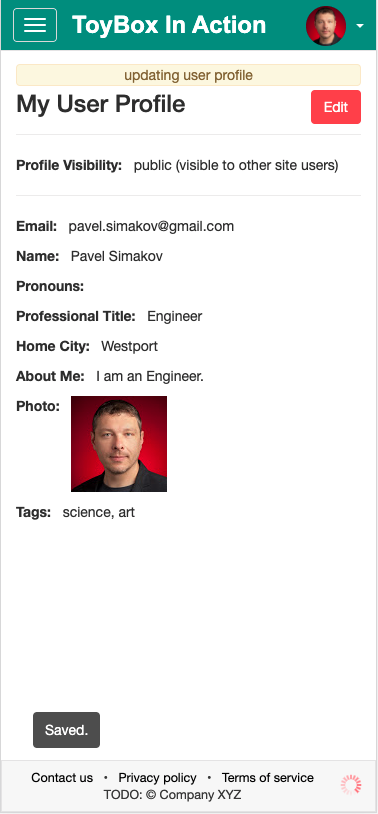 ToyBox In Action
updating user profile
My User Profile
Edit
Profile Visibility: public (visible to other site users)
Email: pavel.simakov@gmail.com
Name: Pavel Simakov
Pronouns:
Professional Title: Engineer
Home City: Westport
About Me: I am an Engineer.
Photo:
Tags: science, art
Saved.
Contact us • Privacy policy • Terms of service
TODO: © Company XYZ